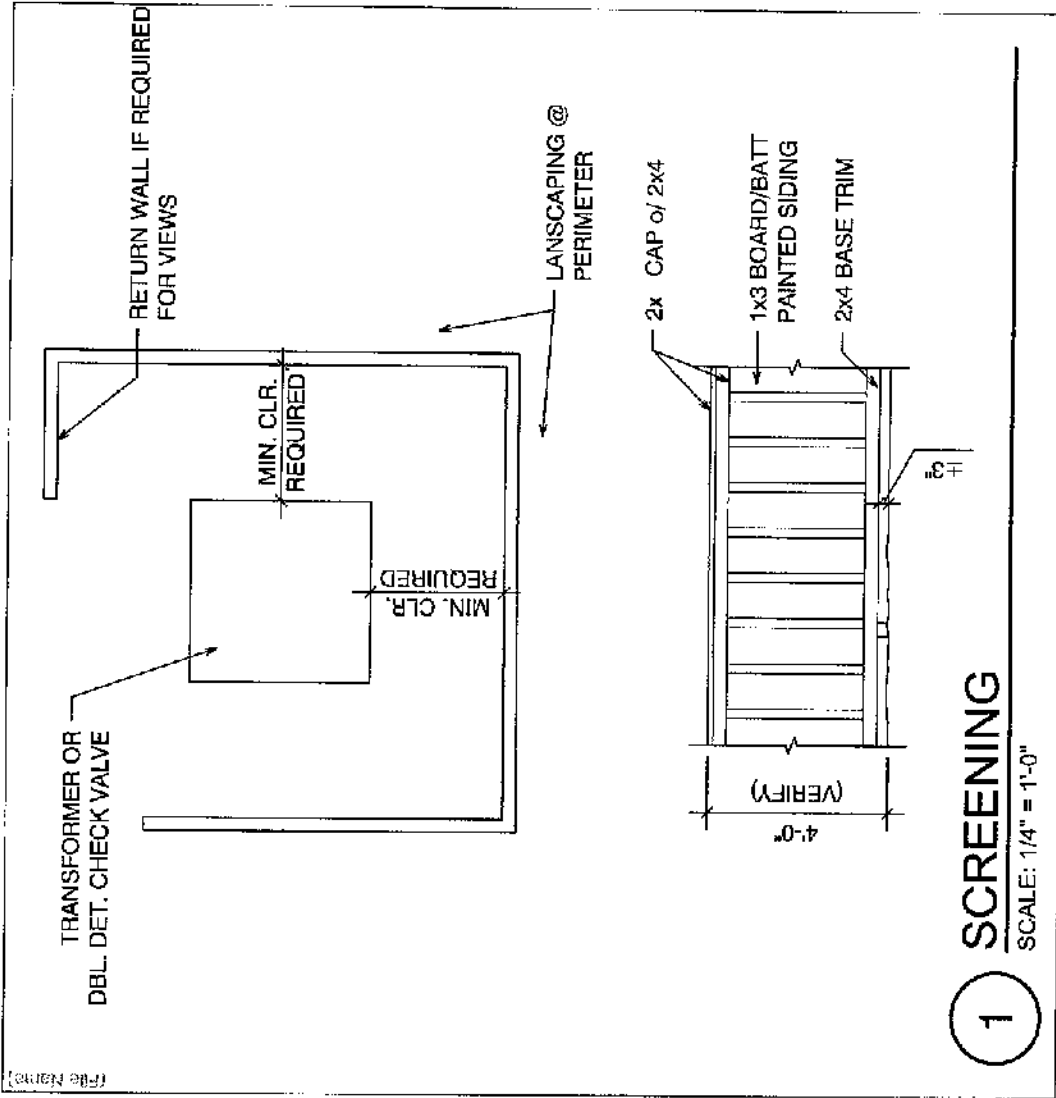 [File Name]
TRANSFORMER OR
DBL. DET. CHECK VALVE
RETURN WALL IF REQUIRED
FOR VIEWS
MIN. CLR.
REQUIRED
MIN. CLR.
REQUIRED
LANSCAPING @
PERIMETER
2x CAP o/ 2x4
1x3 BOARD/BATT
PAINTED SIDING
2x4 BASE TRIM
4'-0"
(VERIFY)
±3"
1
SCREENING
SCALE: 1/4" = 1'-0"